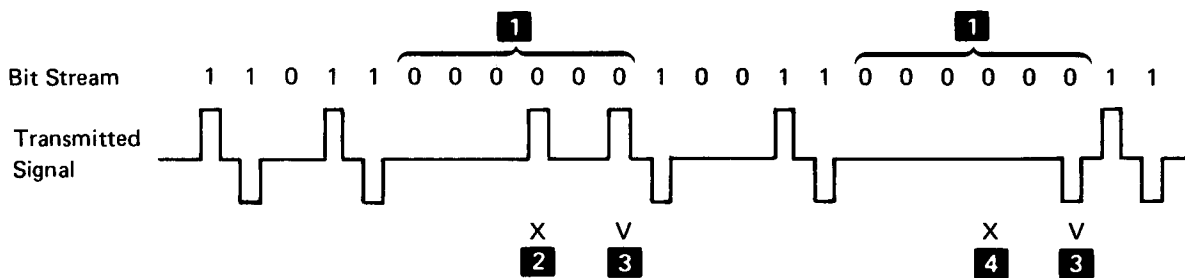 1 1
Bit Stream 1 1 0 1 1 0 0 0 0 0 0 1 0 0 1 1 0 0 0 0 0 0 1 1
Transmitted
Signal
X V X V
2 3 4 3